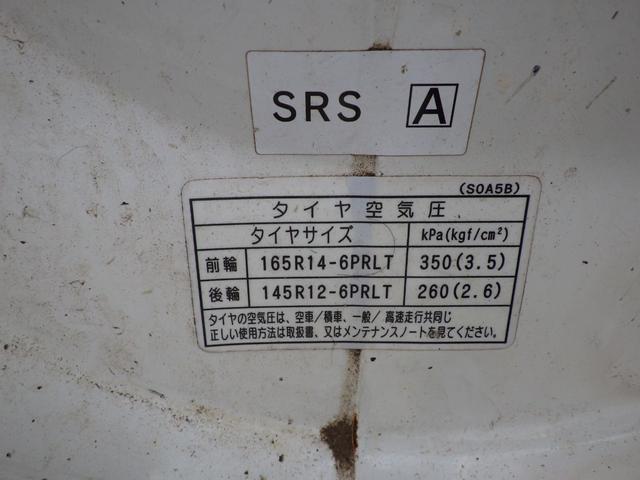 SRS A
(S0A5B)
タイヤ空気圧
タイヤサイズ kPa(kgf/cm²)
前輪 165R14-6PRLT 350(3.5)
後輪 145R12-6PRLT 260(2.6)
タイヤの空気圧は、空車/積車、一般/高速走行共同じ
正しい使用方法は取扱書、又はメンテナンスノートを見てください。